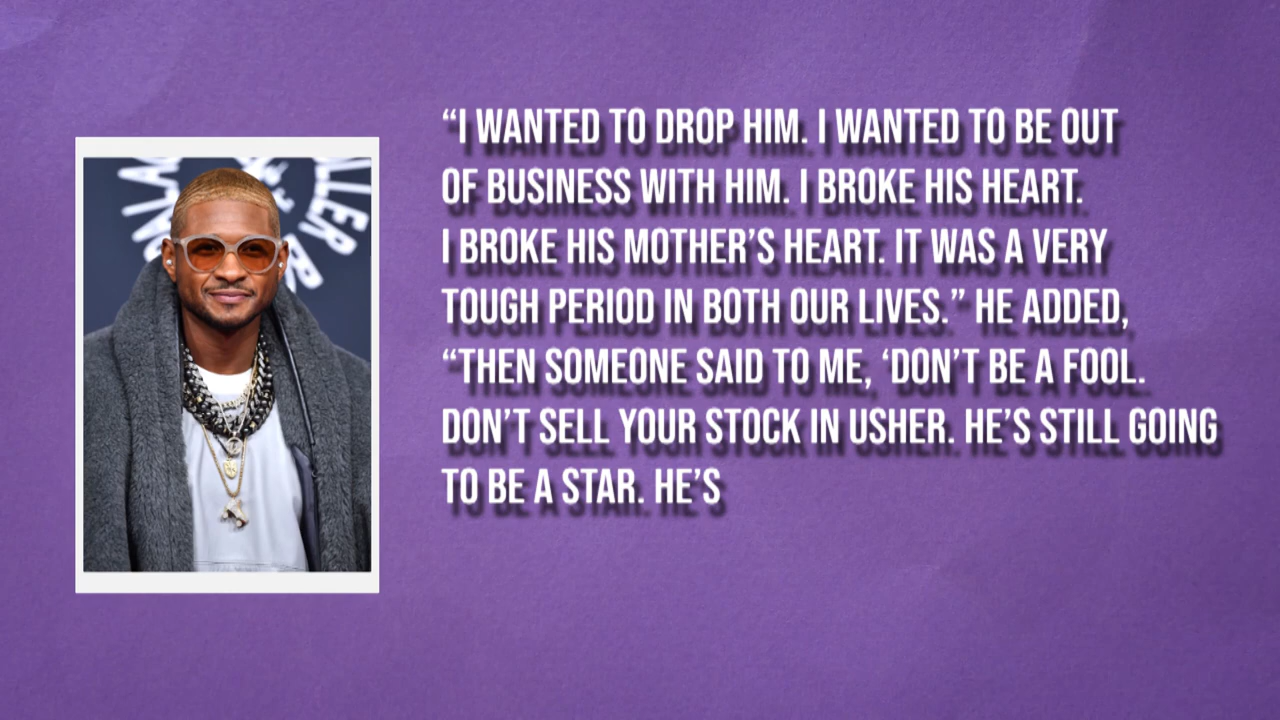 “I WANTED TO DROP HIM. I WANTED TO BE OUT
OF BUSINESS WITH HIM. I BROKE HIS HEART.
I BROKE HIS MOTHER’S HEART. IT WAS A VERY
TOUGH PERIOD IN BOTH OUR LIVES.” HE ADDED,
“THEN SOMEONE SAID TO ME, ‘DON’T BE A FOOL.
DON’T SELL YOUR STOCK IN USHER. HE’S STILL GOING
TO BE A STAR. HE’S